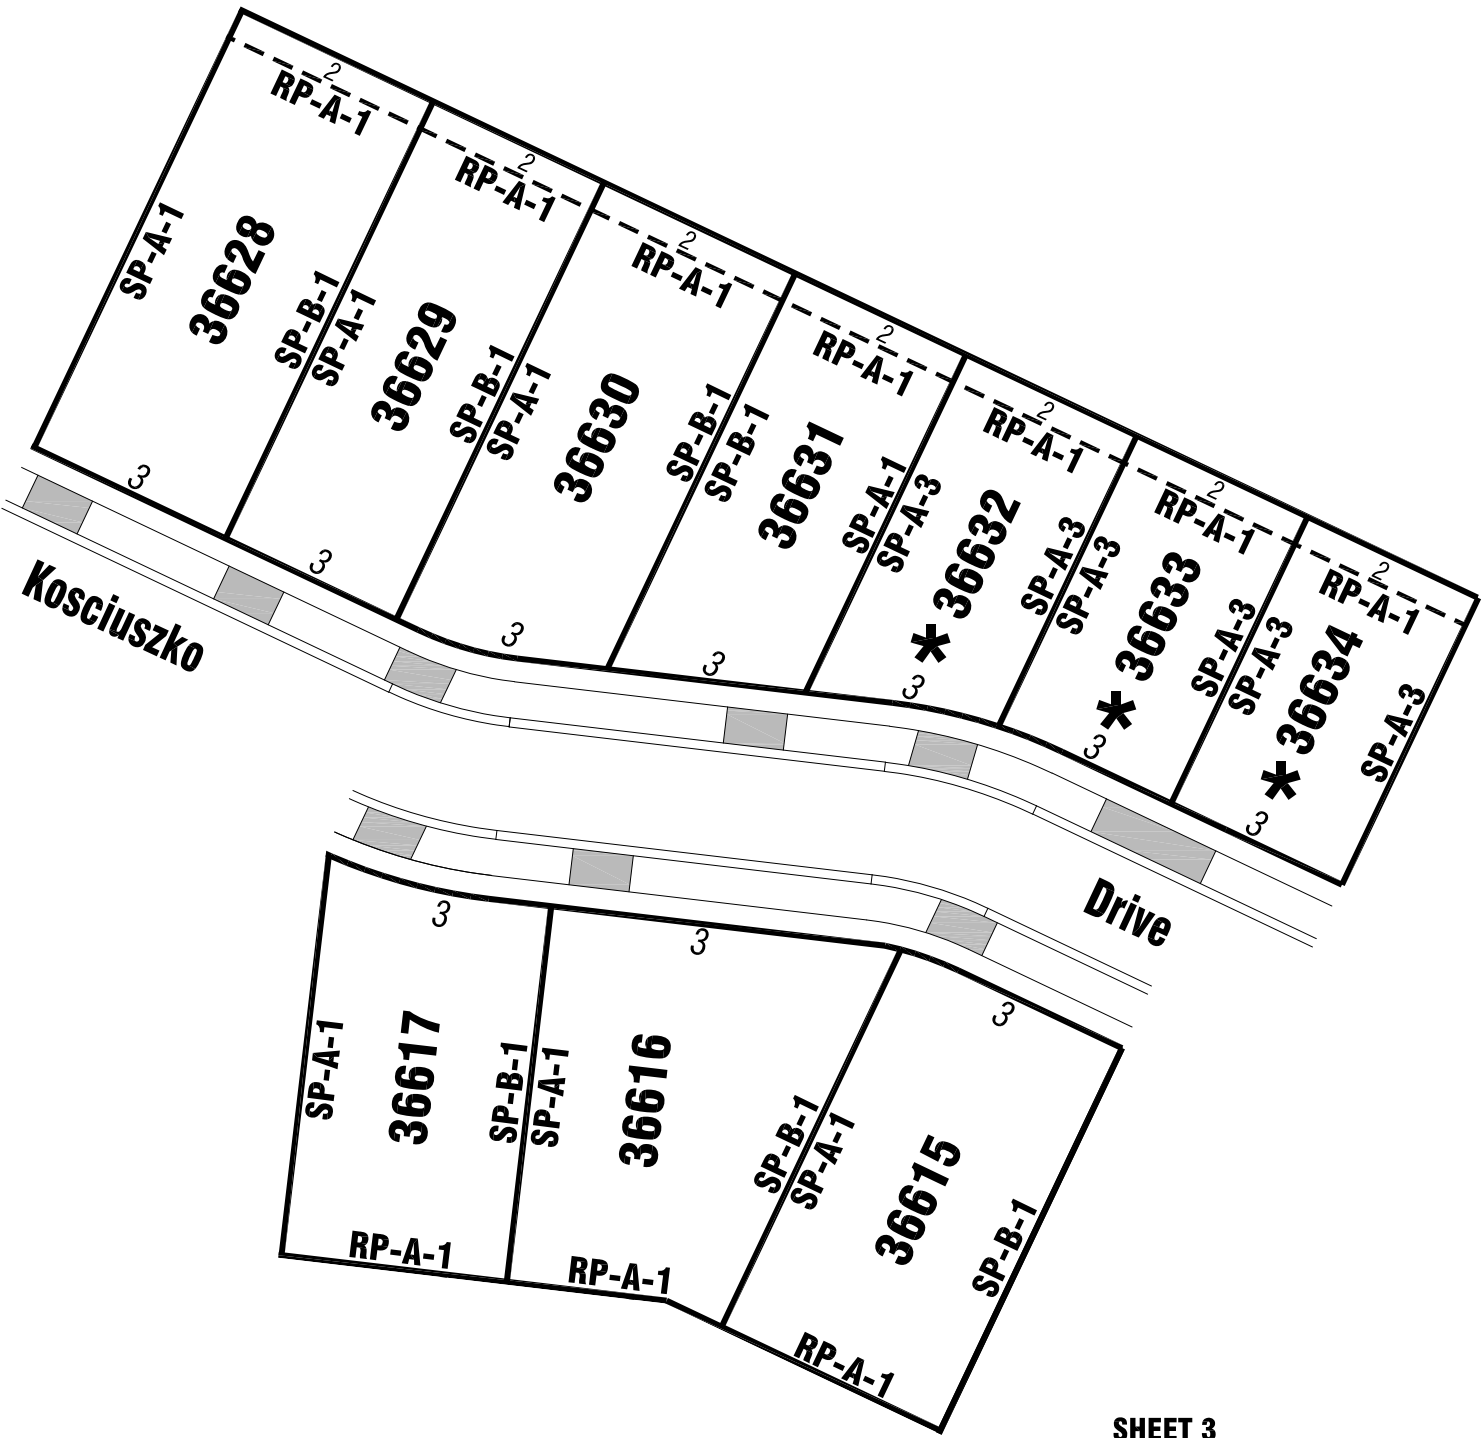 2
RP-A-1
SP-A-1
36628
SP-B-1
3
2
RP-A-1
SP-A-1
36629
SP-B-1
3
2
RP-A-1
SP-A-1
36630
SP-B-1
3
2
RP-A-1
SP-B-1
36631
SP-A-1
3
2
RP-A-1
SP-A-3
* 36632
SP-A-3
3
2
RP-A-1
SP-A-3
* 36633
SP-A-3
3
2
RP-A-1
SP-A-3
* 36634
SP-A-3
3
Kosciuszko
Drive
3
SP-A-1
36617
SP-B-1
RP-A-1
3
SP-A-1
36616
SP-B-1
RP-A-1
3
SP-A-1
36615
SP-B-1
RP-A-1
SHEET 3